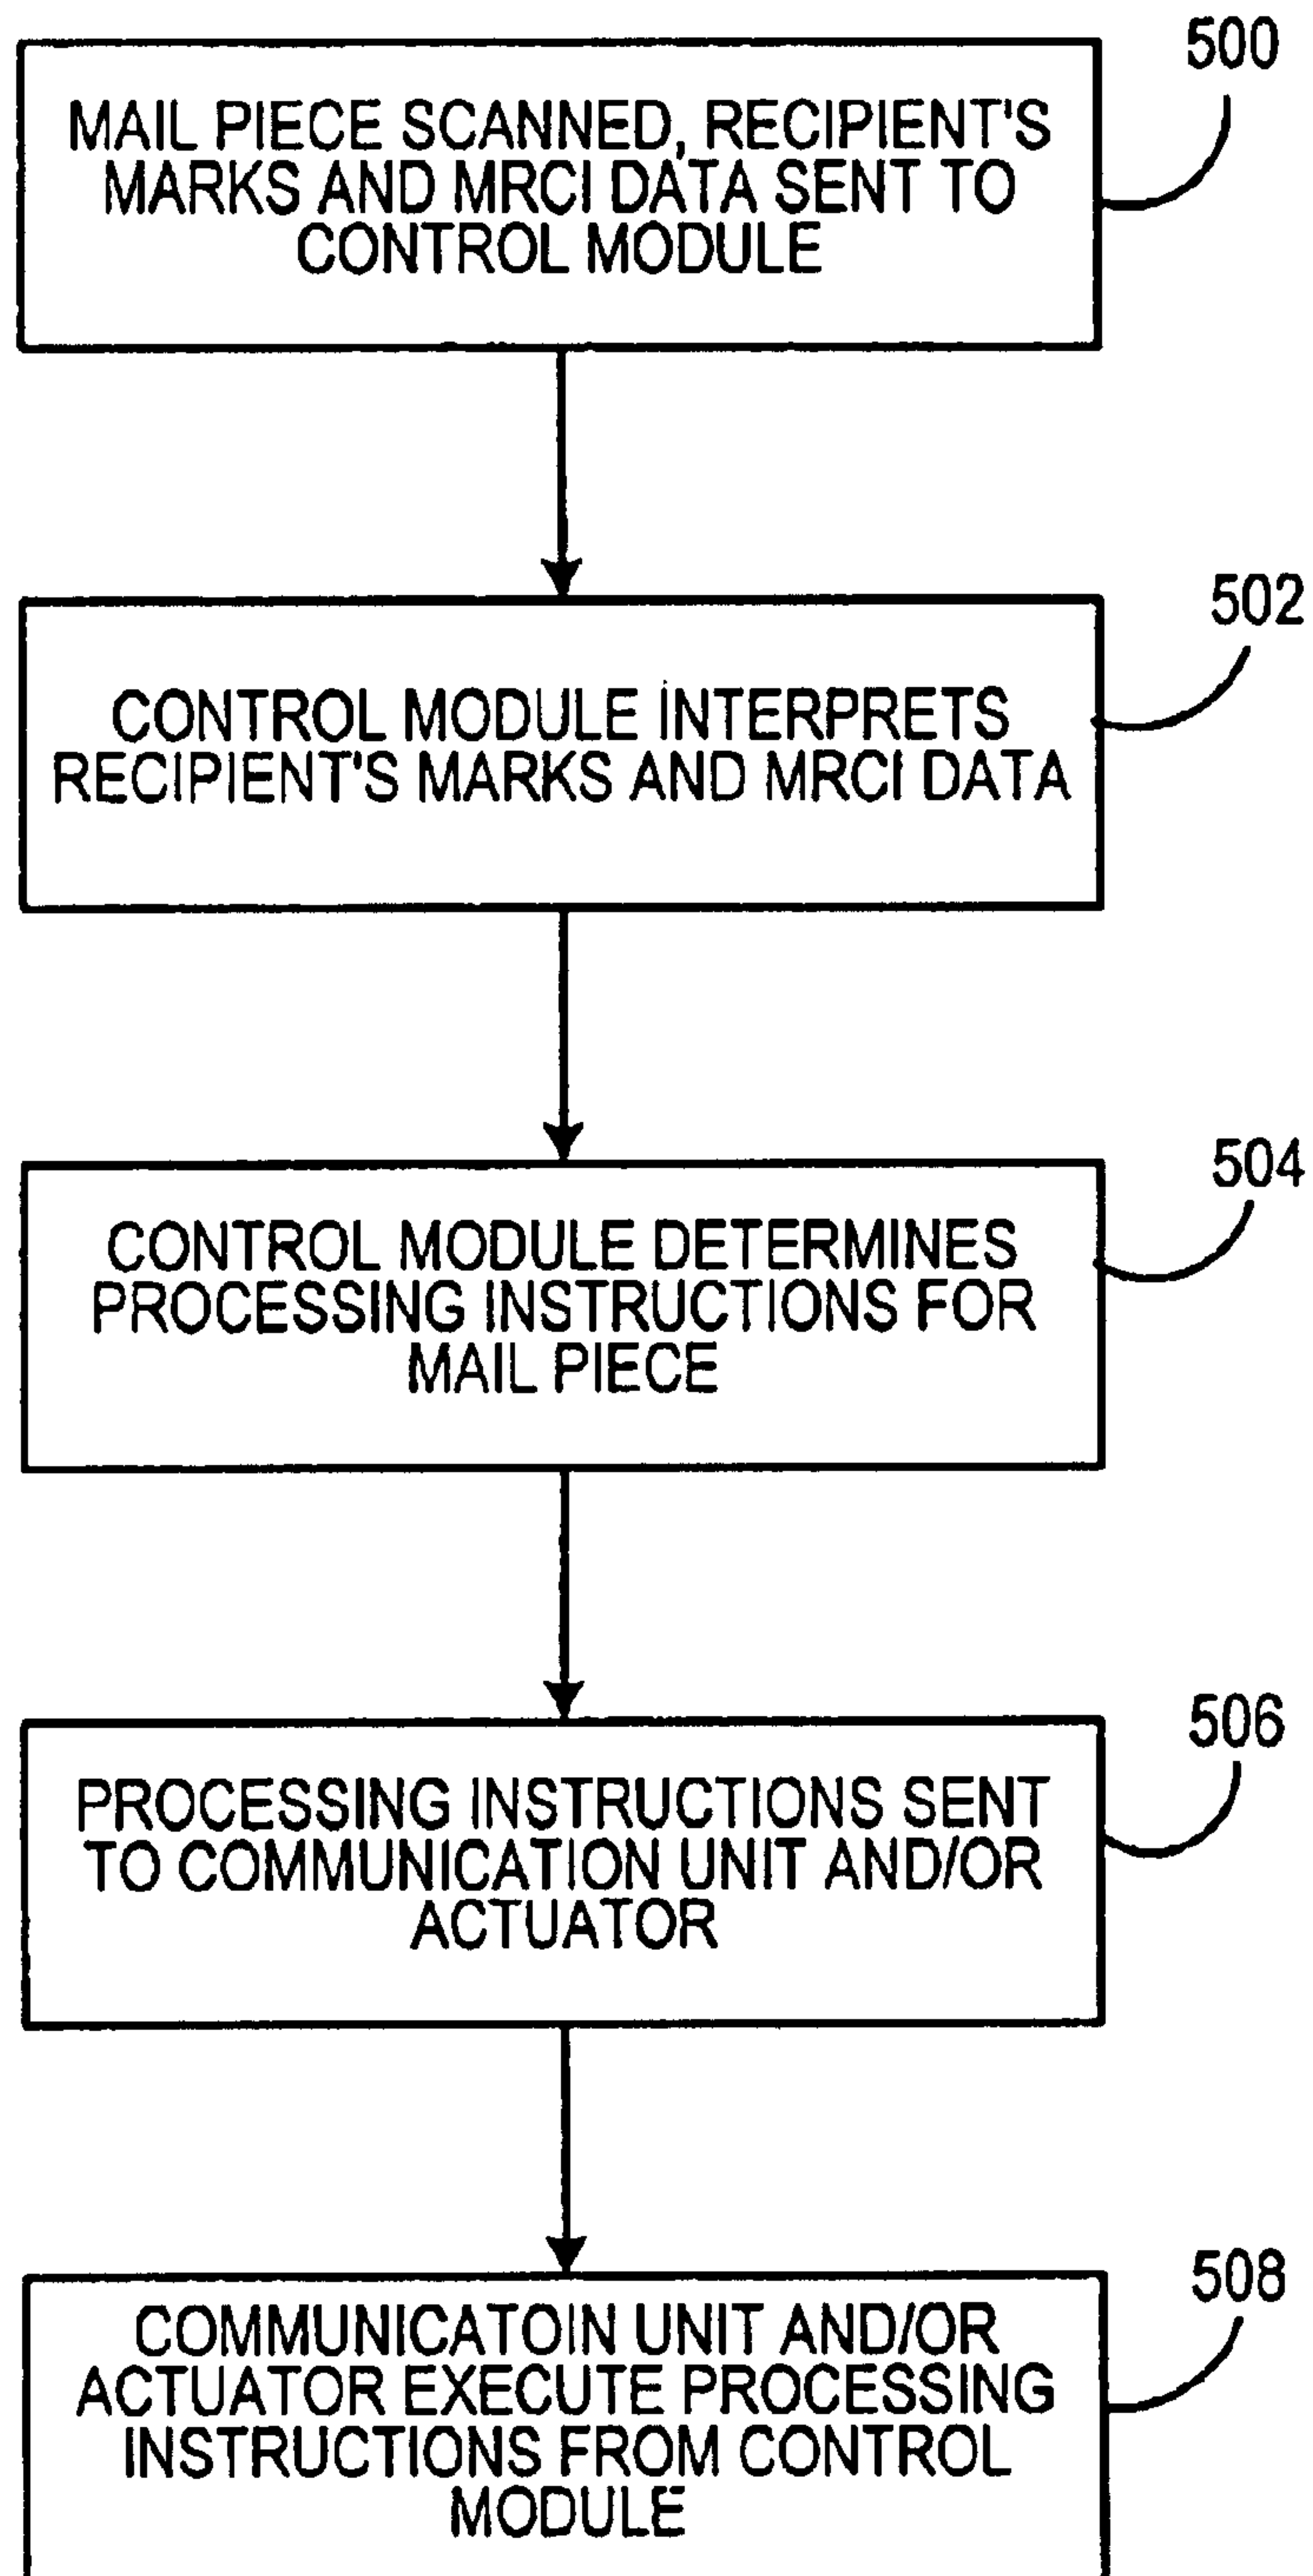 500
MAIL PIECE SCANNED, RECIPIENT'S
MARKS AND MRCI DATA SENT TO
CONTROL MODULE
502
CONTROL MODULE INTERPRETS
RECIPIENT'S MARKS AND MRCI DATA
504
CONTROL MODULE DETERMINES
PROCESSING INSTRUCTIONS FOR
MAIL PIECE
506
PROCESSING INSTRUCTIONS SENT
TO COMMUNICATION UNIT AND/OR
ACTUATOR
508
COMMUNICATOIN UNIT AND/OR
ACTUATOR EXECUTE PROCESSING
INSTRUCTIONS FROM CONTROL
MODULE